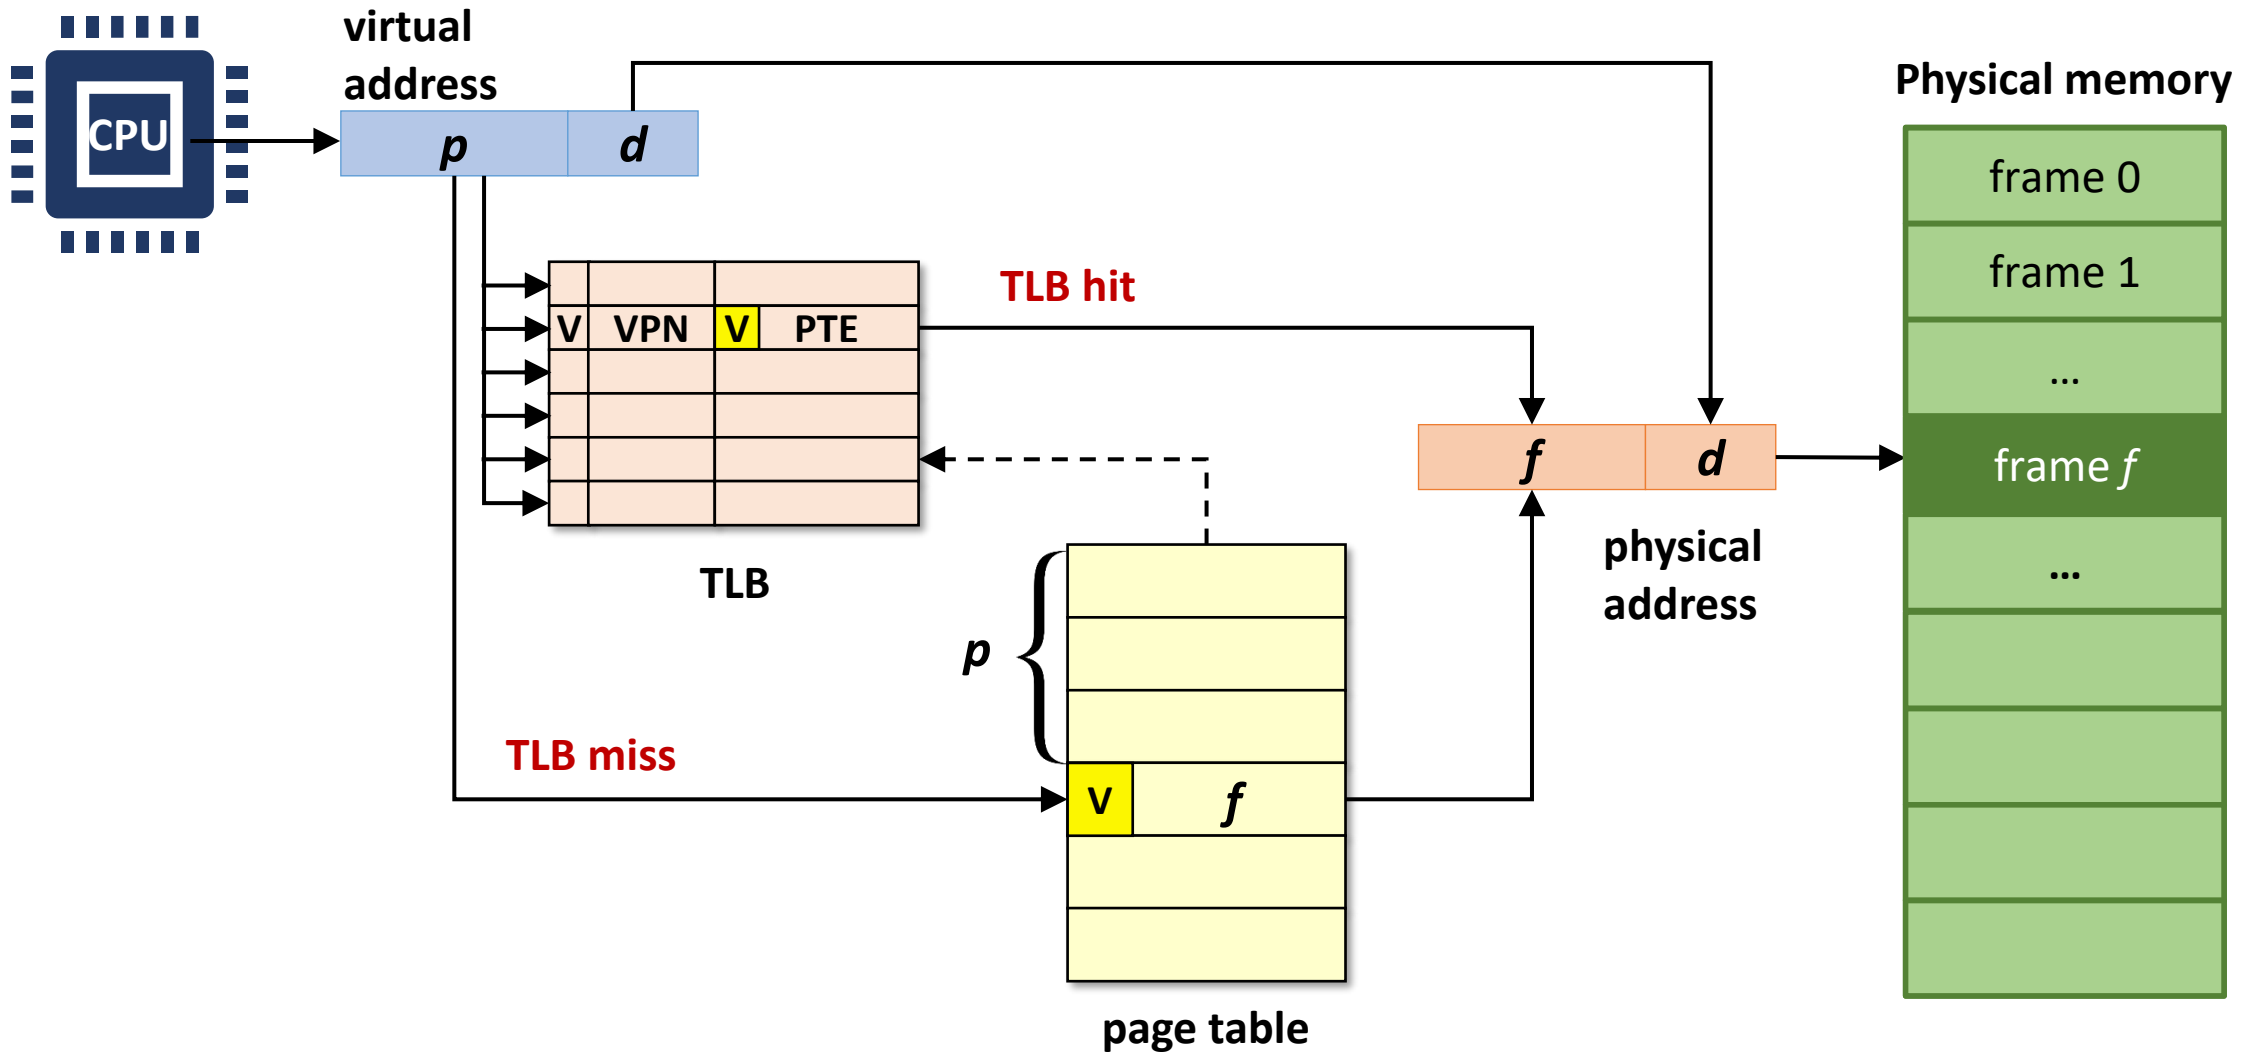 virtual
address
CPU
p d
Physical memory
frame 0
frame 1
...
frame f
...
TLB hit
V VPN V PTE
TLB
f d
physical
address
p
TLB miss
V f
page table